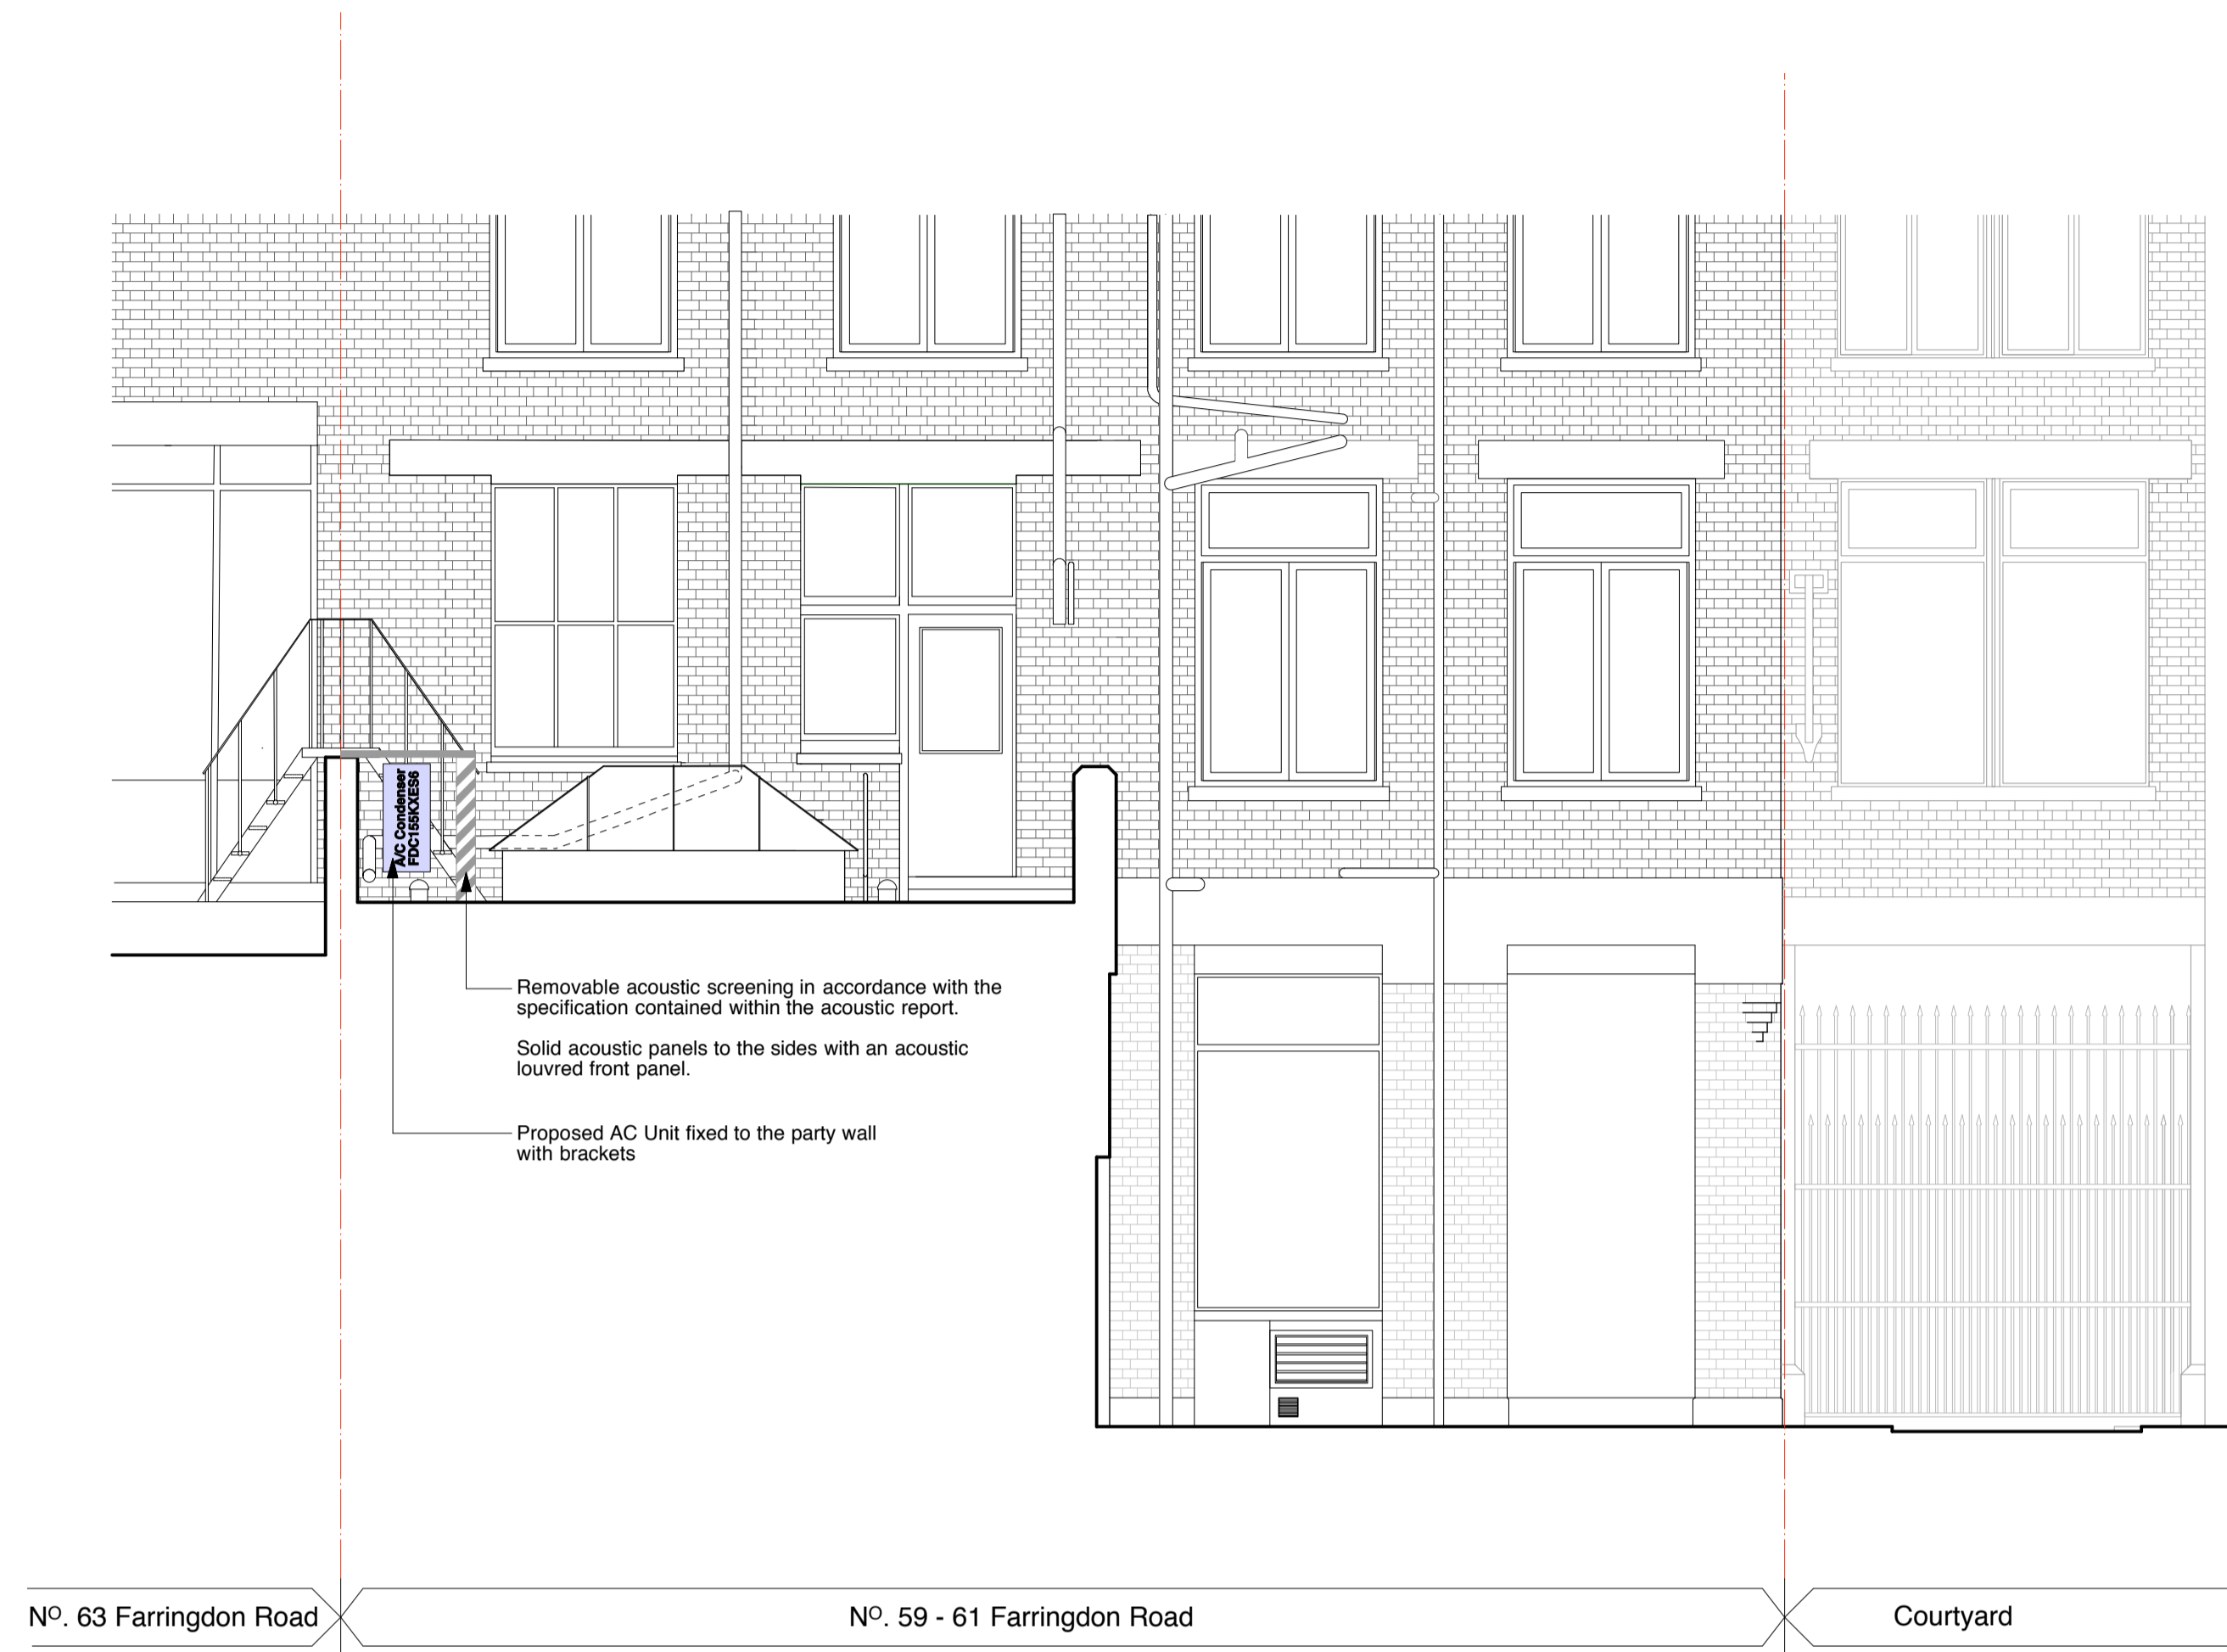 A/C Condenser
FDC155KXES6
Removable acoustic screening in accordance with the
specification contained within the acoustic report.
Solid acoustic panels to the sides with an acoustic
louvred front panel.
Proposed AC Unit fixed to the party wall
with brackets
Nº. 63 Farringdon Road
Nº. 59 - 61 Farringdon Road
Courtyard